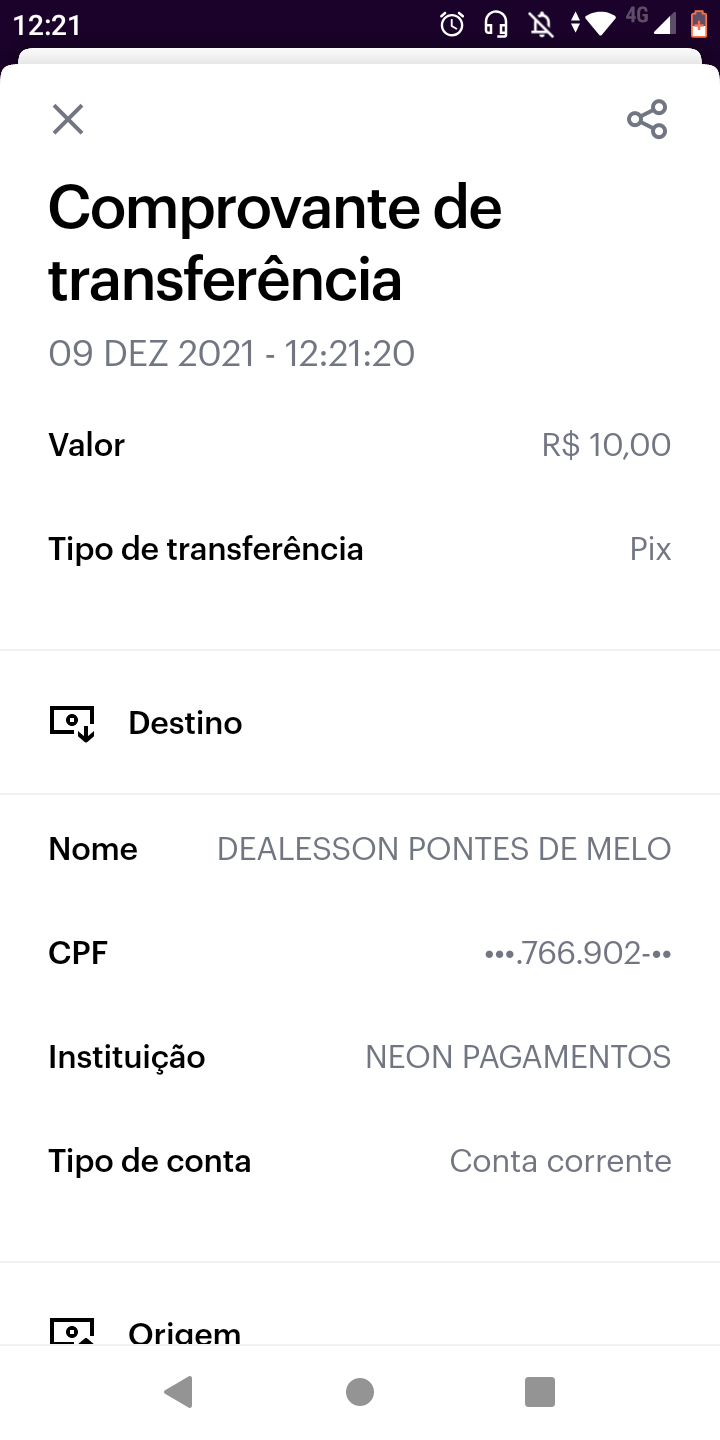 12:21
4G
Comprovante de
transferência
09 DEZ 2021 - 12:21:20
Valor R$ 10,00
Tipo de transferência Pix
Destino
Nome DEALESSON PONTES DE MELO
CPF •••.766.902-••
Instituição NEON PAGAMENTOS
Tipo de conta Conta corrente
Origem